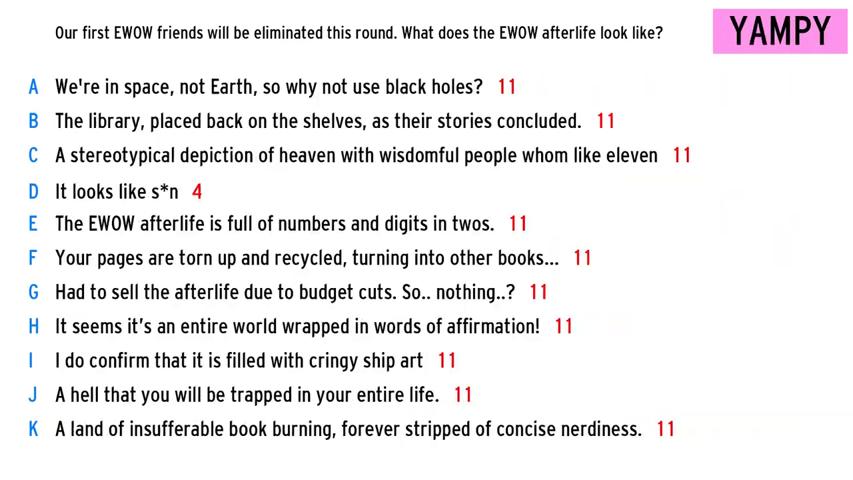 Our first EWOW friends will be eliminated this round. What does the EWOW afterlife look like?
YAMPY
A We're in space, not Earth, so why not use black holes? 11
B The library, placed back on the shelves, as their stories concluded. 11
C A stereotypical depiction of heaven with wisdomful people whom like eleven 11
D It looks like s*n 4
E The EWOW afterlife is full of numbers and digits in twos. 11
F Your pages are torn up and recycled, turning into other books... 11
G Had to sell the afterlife due to budget cuts. So.. nothing..? 11
H It seems it’s an entire world wrapped in words of affirmation! 11
I I do confirm that it is filled with cringy ship art 11
J A hell that you will be trapped in your entire life. 11
K A land of insufferable book burning, forever stripped of concise nerdiness. 11